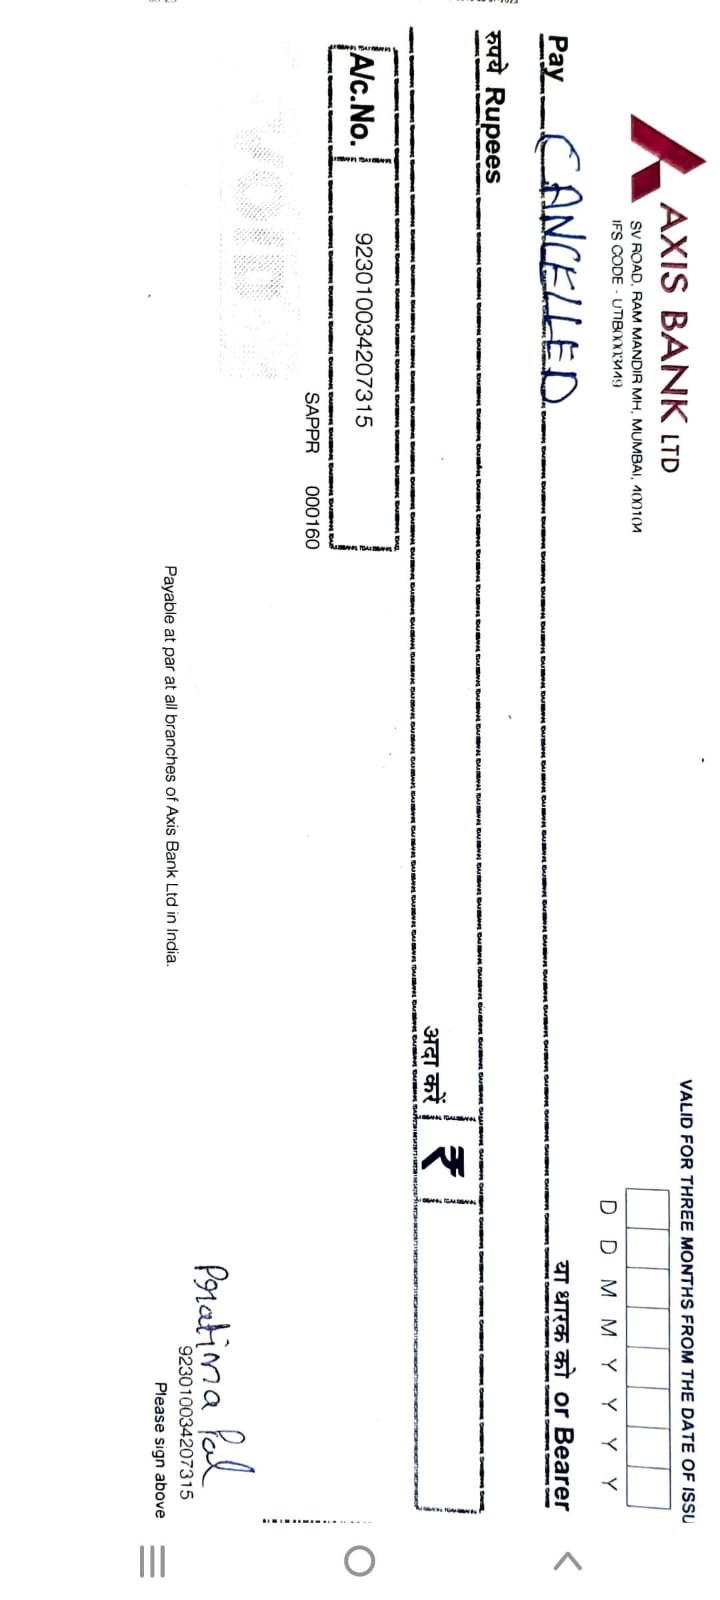 AXIS BANK LTD
SV ROAD, RAM MANDIR MH, MUMBAI, 400104
IFS CODE - UTIB0003449
VALID FOR THREE MONTHS FROM THE DATE OF ISSU
D D M M Y Y Y Y
Pay CANCELLED या धारक को or Bearer
रुपये Rupees
अदा करें ₹
A/c.No. 923010034207315
SAPPR 000160
VOID
Pratima Pal
923010034207315
Payable at par at all branches of Axis Bank Ltd in India.
Please sign above